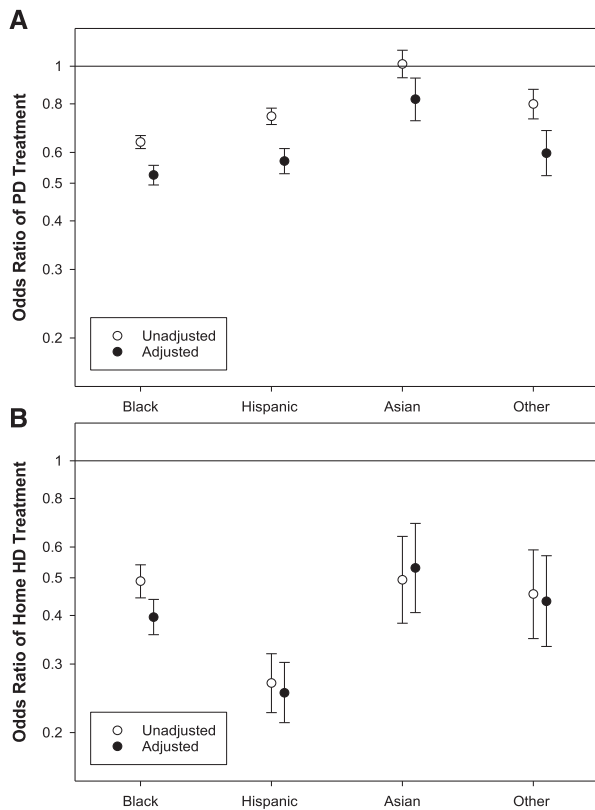 A
Odds Ratio of PD Treatment
1
0.8
0.6
0.5
0.4
0.3
0.2
Unadjusted
Adjusted
Black Hispanic Asian Other
B
Odds Ratio of Home HD Treatment
1
0.8
0.6
0.5
0.4
0.3
0.2
Unadjusted
Adjusted
Black Hispanic Asian Other